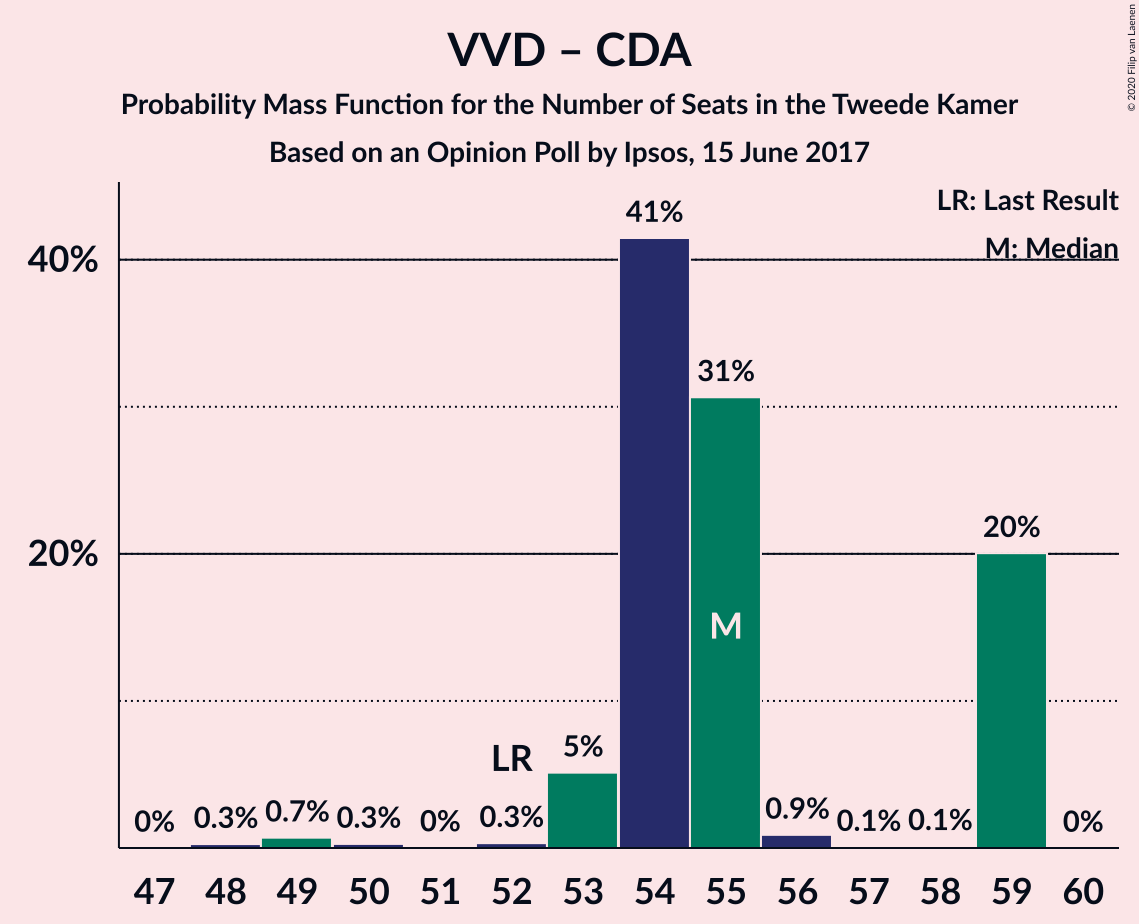 VVD – CDA
Probability Mass Function for the Number of Seats in the Tweede Kamer
Based on an Opinion Poll by Ipsos, 15 June 2017
© 2020 Filip van Laenen
LR: Last Result
M: Median
40%
20%
0%
0.3%
0.7%
0.3%
0%
LR
0.3%
5%
41%
31%
M
0.9%
0.1%
0.1%
20%
0%
47 48 49 50 51 52 53 54 55 56 57 58 59 60